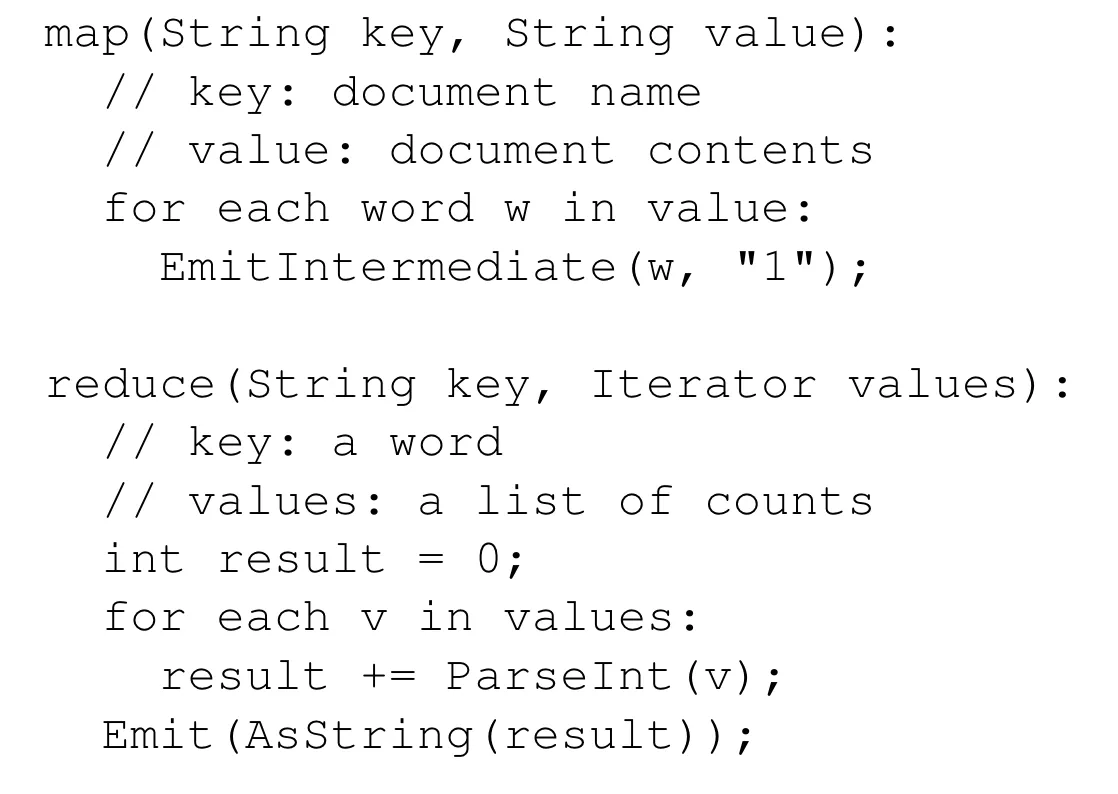 map(String key, String value):
// key: document name
// value: document contents
for each word w in value:
EmitIntermediate(w, "1");
reduce(String key, Iterator values):
// key: a word
// values: a list of counts
int result = 0;
for each v in values:
result += ParseInt(v);
Emit(AsString(result));